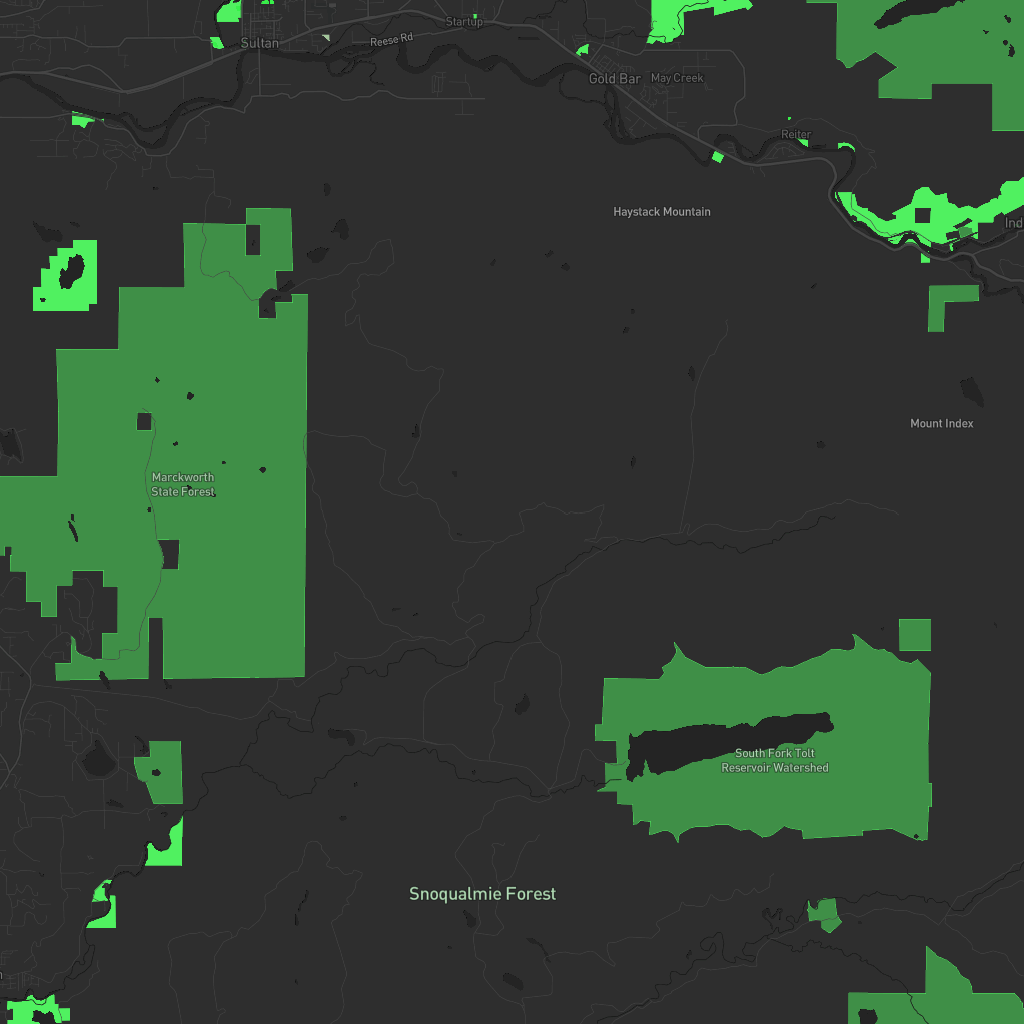 Startup
Sultan
Reese Rd
Gold Bar
May Creek
Reiter
Haystack Mountain
Ind
Mount Index
Marckworth
State Forest
South Fork Tolt
Reservoir Watershed
Snoqualmie Forest